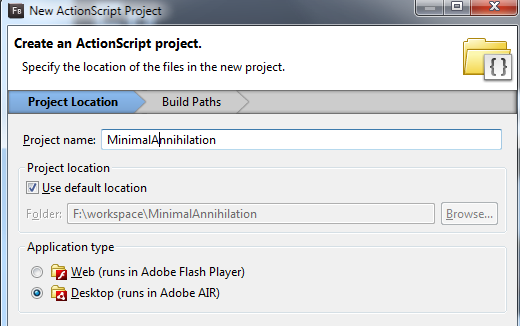 FB New ActionScript Project
Create an ActionScript project.
Specify the location of the files in the new project.
Project Location Build Paths
Project name: MinimalAnnihilation
Project location
Use default location
Folder: F:\workspace\MinimalAnnihilation Browse...
Application type
Web (runs in Adobe Flash Player)
Desktop (runs in Adobe AIR)